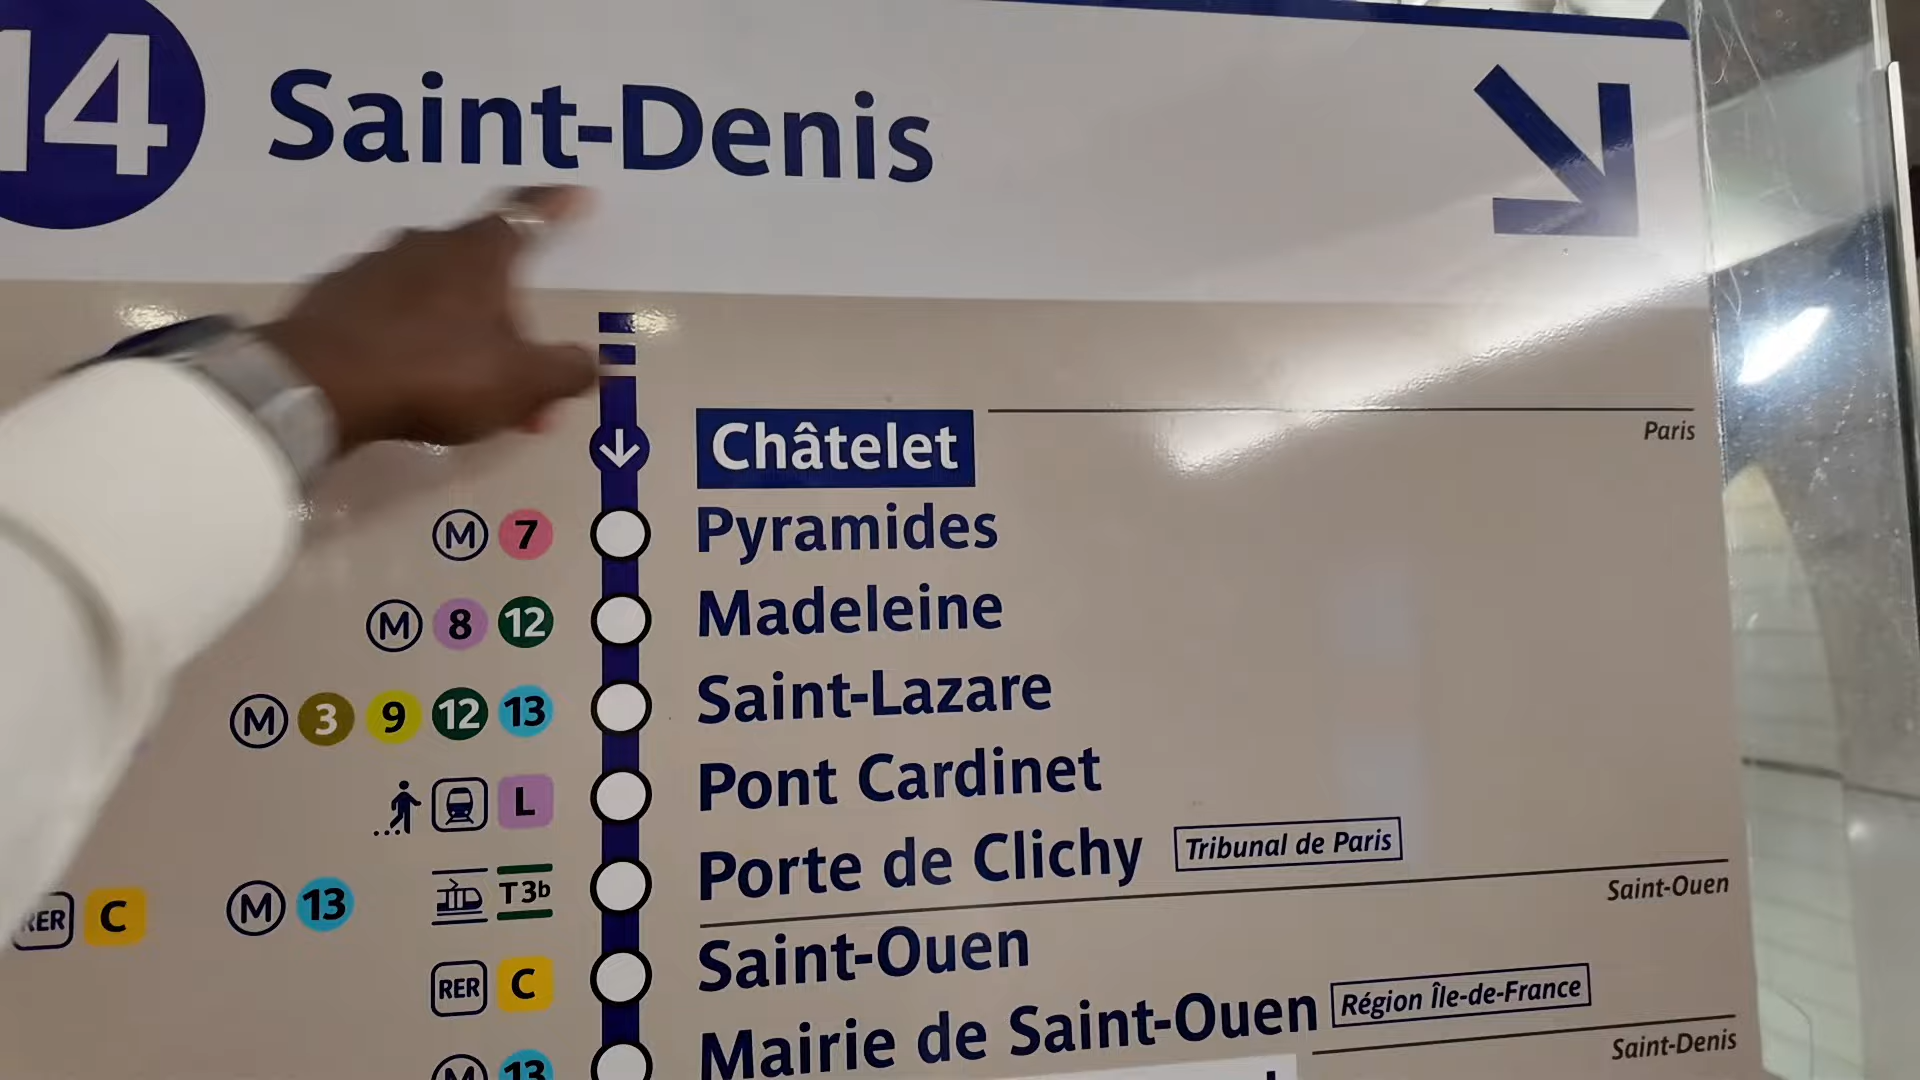 14 Saint-Denis
Châtelet
Paris
M 7 Pyramides
M 8 12 Madeleine
M 3 9 12 13 Saint-Lazare
L Pont Cardinet
RER C M 13 T3b Porte de Clichy Tribunal de Paris
Saint-Ouen
RER C Saint-Ouen
M 13 Mairie de Saint-Ouen Région Île-de-France
Saint-Denis